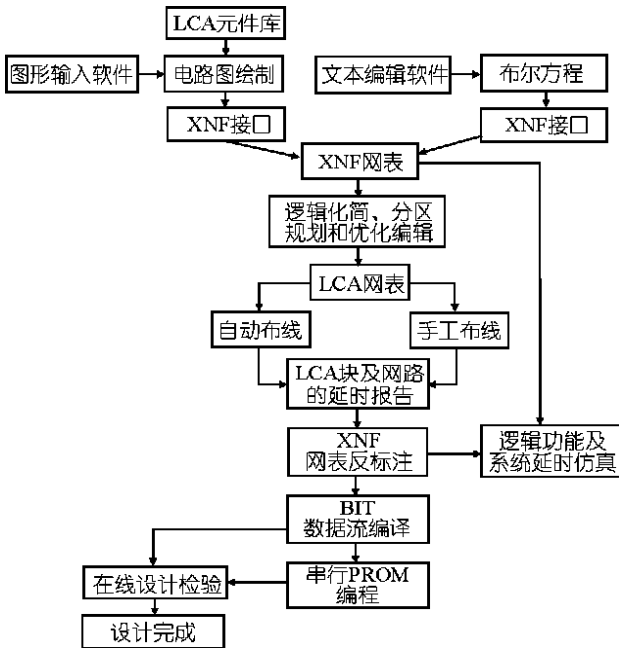 LCA元件库
图形输入软件
电路图绘制
文本编辑软件
布尔方程
XNF接口
XNF接口
XNF网表
逻辑化简、分区
规划和优化编辑
LCA网表
自动布线
手工布线
LCA块及网路
的延时报告
XNF
网表反标注
逻辑功能及
系统延时仿真
BIT
数据流编译
在线设计检验
串行PROM
编程
设计完成